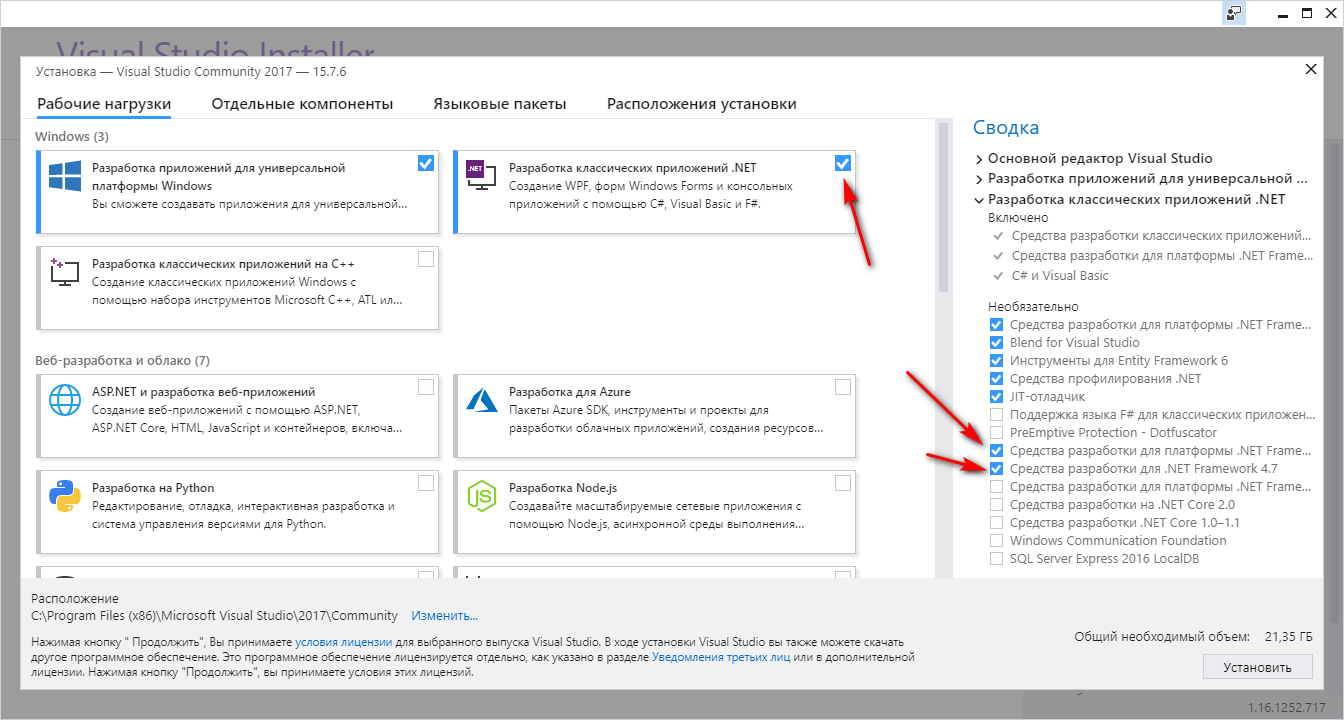 Visual Studio Installer
Установка — Visual Studio Community 2017 — 15.7.6
Рабочие нагрузки Отдельные компоненты Языковые пакеты Расположения установки
Windows (3)
Разработка приложений для универсальной
платформы Windows
Вы сможете создавать приложения для универсальной...
.NET
Разработка классических приложений .NET
Создание WPF, форм Windows Forms и консольных
приложений с помощью C#, Visual Basic и F#.
Разработка классических приложений на C++
Создание классических приложений Windows с
помощью набора инструментов Microsoft C++, ATL или...
Веб-разработка и облако (7)
ASP.NET и разработка веб-приложений
Создание веб-приложений с помощью ASP.NET,
ASP.NET Core, HTML, JavaScript и контейнеров, включа...
Разработка для Azure
Пакеты Azure SDK, инструменты и проекты для
разработки облачных приложений, создания ресурсов...
Разработка на Python
Редактирование, отладка, интерактивная разработка и
система управления версиями для Python.
JS
Разработка Node.js
Создавайте масштабируемые сетевые приложения с
помощью Node.js, асинхронной среды выполнения...
Сводка
Основной редактор Visual Studio
Разработка приложений для универсальной ...
Разработка классических приложений .NET
Включено
Средства разработки классических приложений...
Средства разработки для платформы .NET Frame...
C# и Visual Basic
Необязательно
Средства разработки для платформы .NET Frame...
Blend for Visual Studio
Инструменты для Entity Framework 6
Средства профилирования .NET
JIT-отладчик
Поддержка языка F# для классических приложен...
PreEmptive Protection - Dotfuscator
Средства разработки для платформы .NET Frame...
Средства разработки для .NET Framework 4.7
Средства разработки для платформы .NET Frame...
Средства разработки на .NET Core 2.0
Средства разработки .NET Core 1.0–1.1
Windows Communication Foundation
SQL Server Express 2016 LocalDB
Расположение
C:\Program Files (x86)\Microsoft Visual Studio\2017\Community Изменить...
Нажимая кнопку " Продолжить", Вы принимаете условия лицензии для выбранного выпуска Visual Studio. В ходе установки Visual Studio вы также можете скачать
другое программное обеспечение. Это программное обеспечение лицензируется отдельно, как указано в разделе Уведомления третьих лиц или в дополнительной
лицензии. Нажимая кнопку "Продолжить", вы принимаете условия этих лицензий.
Общий необходимый объем: 21,35 ГБ
Установить
1.16.1252.717